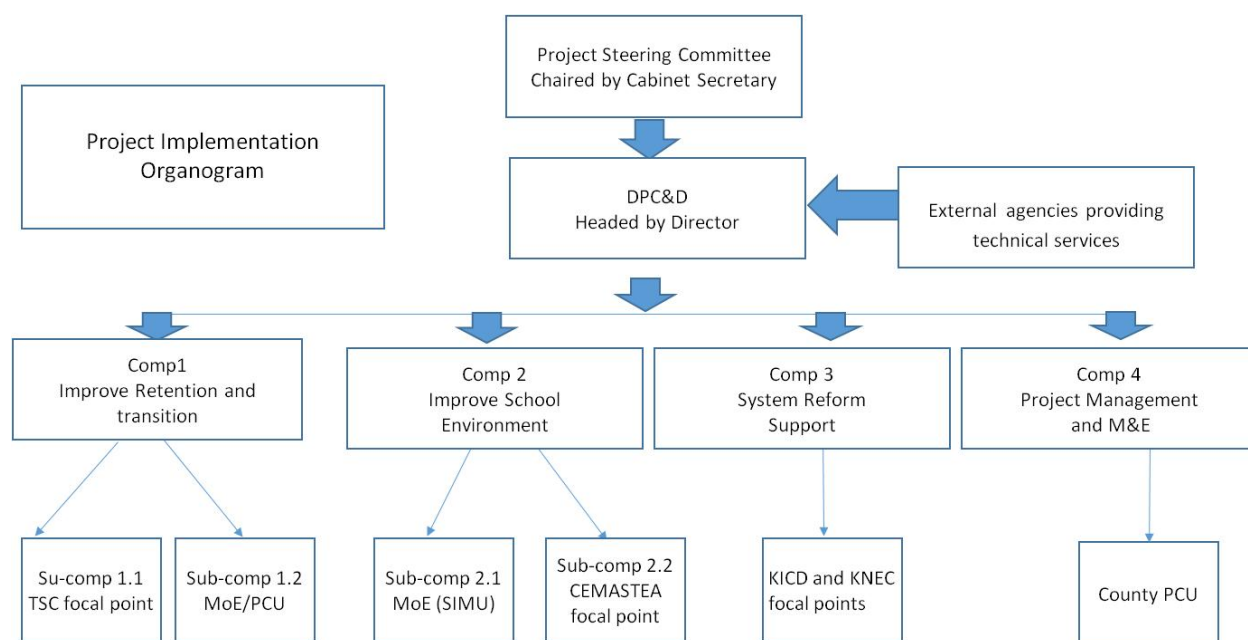 Project Steering Committee
Chaired by Cabinet Secretary
Project Implementation
Organogram
DPC&D
Headed by Director
External agencies providing
technical services
Comp1
Improve Retention and
transition
Comp 2
Improve School
Environment
Comp 3
System Reform
Support
Comp 4
Project Management
and M&E
Su-comp 1.1
TSC focal point
Sub-comp 1.2
MoE/PCU
Sub-comp 2.1
MoE (SIMU)
Sub-comp 2.2
CEMASTEA
focal point
KICD and KNEC
focal points
County PCU